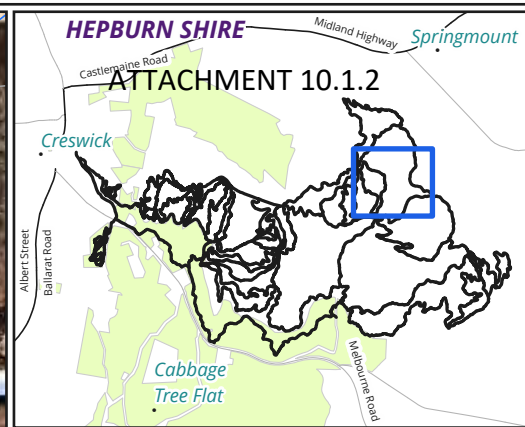 HEPBURN SHIRE
Midland Highway
Springmount
Castlemaine Road
ATTACHMENT 10.1.2
Creswick
Albert Street
Ballarat Road
Cabbage
Tree Flat
Melbourne Road